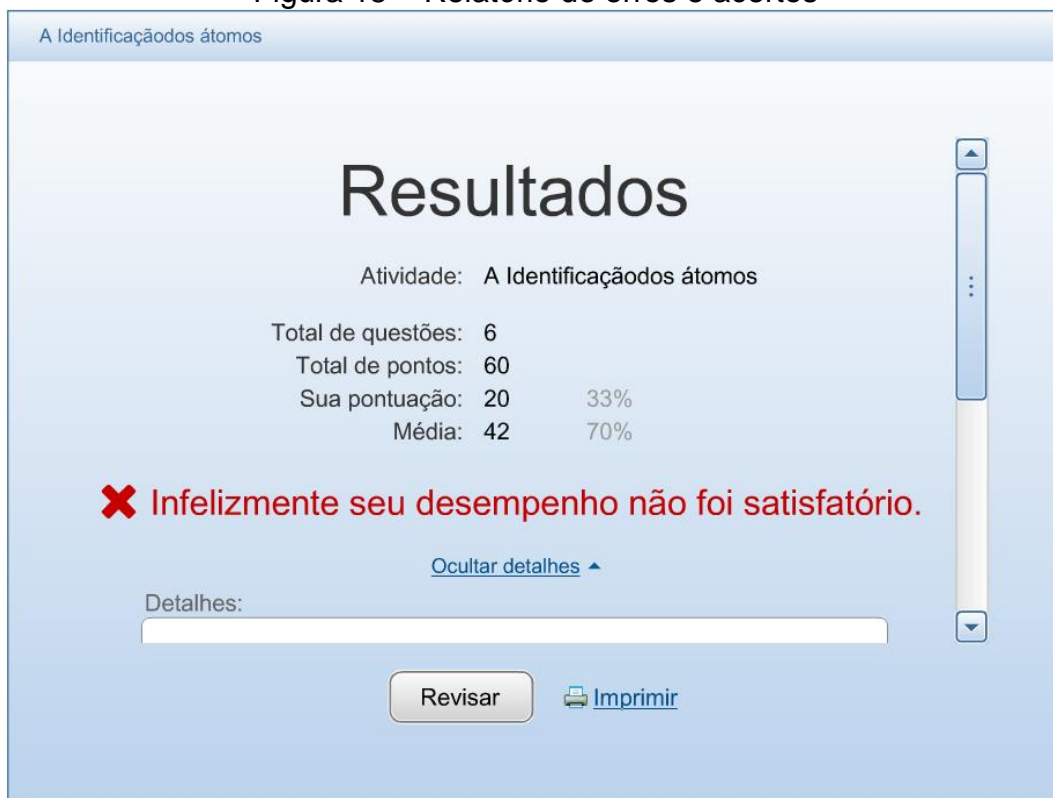 A Identificaçãodos átomos
Resultados
Atividade: A Identificaçãodos átomos
Total de questões: 6
Total de pontos: 60
Sua pontuação: 20 33%
Média: 42 70%
Infelizmente seu desempenho não foi satisfatório.
Ocultar detalhes
Detalhes:
Revisar Imprimir